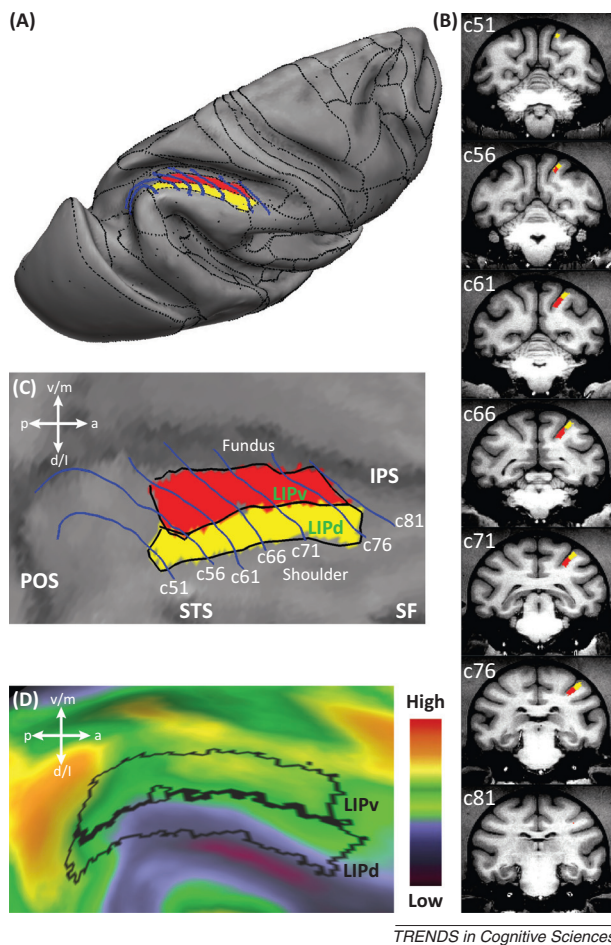 (A)
(B)
c51
c56
c61
c66
c71
c76
c81
(C)
v/m
p
a
d/l
Fundus
IPS
LIPv
LIPd
c81
c76
c71
c66
c61
c56
c51
Shoulder
POS
STS
SF
(D)
v/m
p
a
d/l
High
LIPv
LIPd
Low
TRENDS in Cognitive Sciences